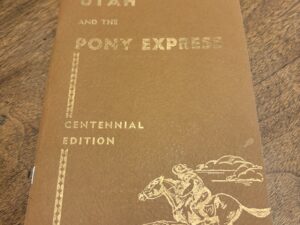 UTAH
AND THE
PONY EXPRESS
CENTENNIAL
EDITION